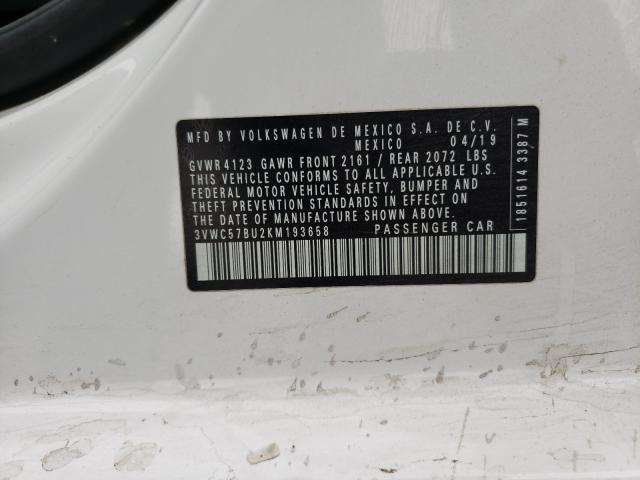 MFD BY VOLKSWAGEN DE MEXICO S.A. DE C.V.
MEXICO 04/19
GVWR 4123 GAWR FRONT 2161 / REAR 2072 LBS
THIS VEHICLE CONFORMS TO ALL APPLICABLE U.S.
FEDERAL MOTOR VEHICLE SAFETY, BUMPER AND
THEFT PREVENTION STANDARDS IN EFFECT ON THE
DATE OF MANUFACTURE SHOWN ABOVE.
3VWC57BU2KM193658 PASSENGER CAR
1851614 3387 M